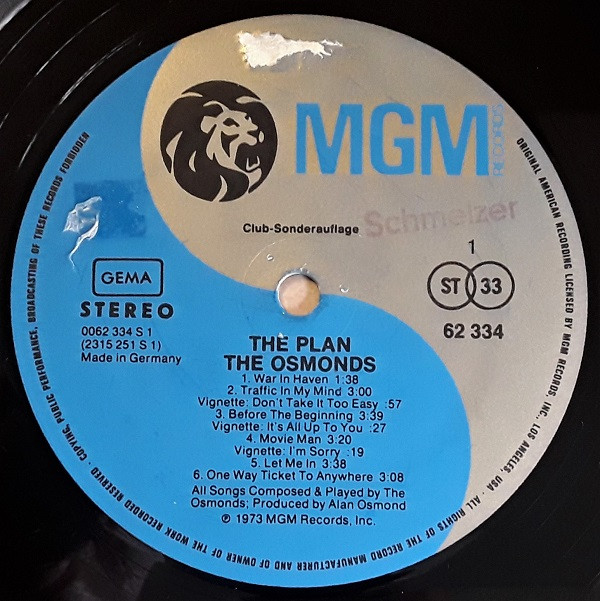 MGM
RECORDS
Schmelzer
Club-Sonderauflage
1
GEMA
ST 33
STEREO
62 334
0062 334 S 1
(2315 251 S 1)
Made in Germany
THE PLAN
THE OSMONDS
1. War In Haven 1:38
2. Traffic In My Mind 3:00
Vignette: Don't Take It Too Easy :57
3. Before The Beginning 3:39
Vignette: It's All Up To You :27
4. Movie Man 3:20
Vignette: I'm Sorry :19
5. Let Me In 3:38
6. One Way Ticket To Anywhere 3:08
All Songs Composed & Played by The
Osmonds; Produced by Alan Osmond
℗ 1973 MGM Records, Inc.
ORIGINAL AMERICAN RECORDING LICENSED BY MGM RECORDS, INC., LOS ANGELES, USA · ALL RIGHTS OF THE RECORD MANUFACTURER AND OF OWNER OF THE WORK RECORDED RESERVED · COPYING, PUBLIC PERFORMANCE, BROADCASTING OF THESE RECORDS FORBIDDEN